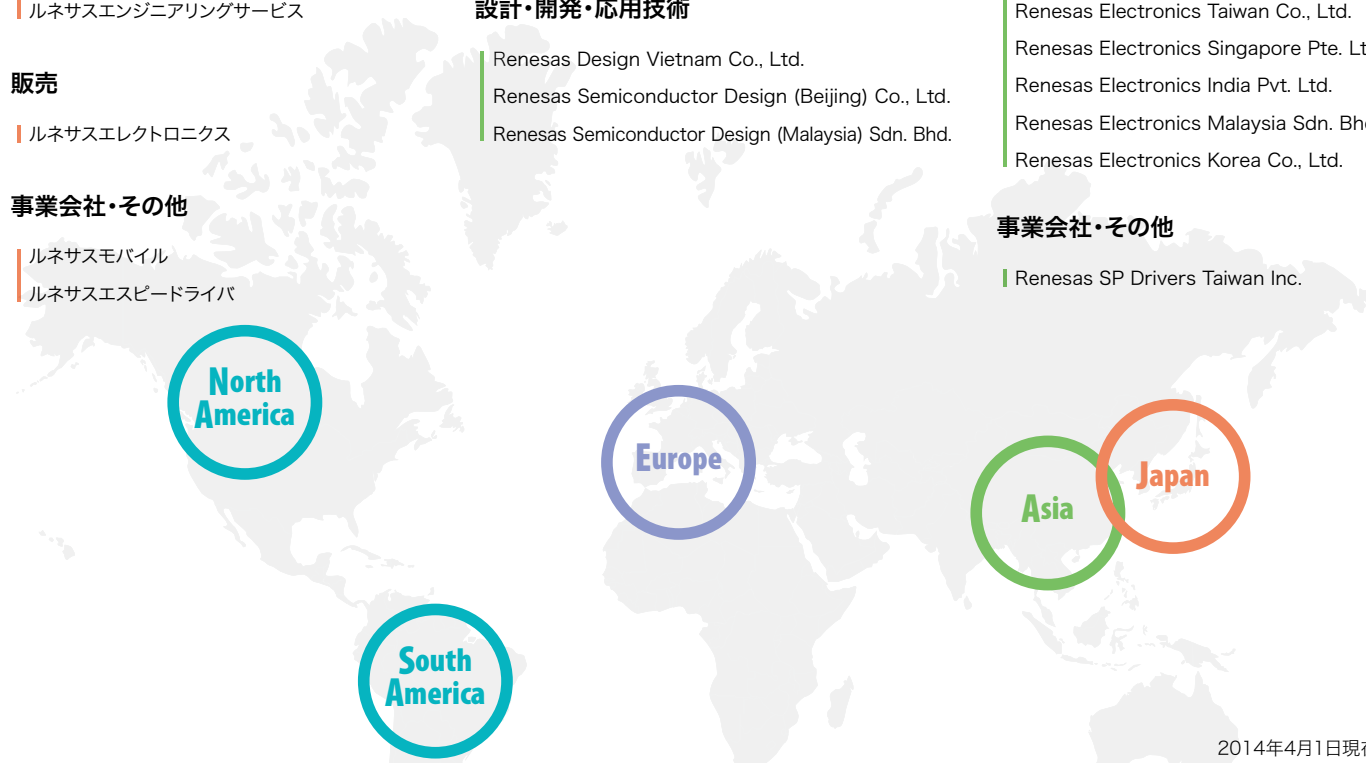 ルネサスエンジニアリングサービス
販売
ルネサスエレクトロニクス
事業会社・その他
ルネサスモバイル
ルネサスエスピードライバ
設計・開発・応用技術
Renesas Design Vietnam Co., Ltd.
Renesas Semiconductor Design (Beijing) Co., Ltd.
Renesas Semiconductor Design (Malaysia) Sdn. Bhd.
Renesas Electronics Taiwan Co., Ltd.
Renesas Electronics Singapore Pte. Lt
Renesas Electronics India Pvt. Ltd.
Renesas Electronics Malaysia Sdn. Bh
Renesas Electronics Korea Co., Ltd.
事業会社・その他
Renesas SP Drivers Taiwan Inc.
North
America
Europe
Asia
Japan
South
America
2014年4月1日現